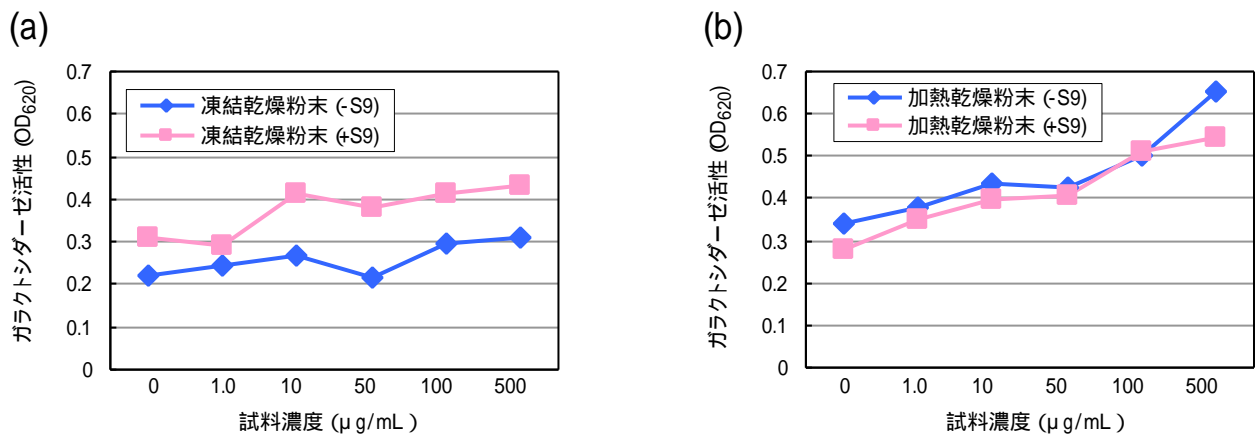 (a)
ガラクトシダーゼ活性 (OD620)
0.7
0.6
0.5
0.4
0.3
0.2
0.1
0
凍結乾燥粉末 (-S9)
凍結乾燥粉末 (+S9)
0 1.0 10 50 100 500
試料濃度 (μg/mL)
(b)
ガラクトシダーゼ活性 (OD620)
0.7
0.6
0.5
0.4
0.3
0.2
0.1
0
加熱乾燥粉末 (-S9)
加熱乾燥粉末 (+S9)
0 1.0 10 50 100 500
試料濃度 (μg/mL)